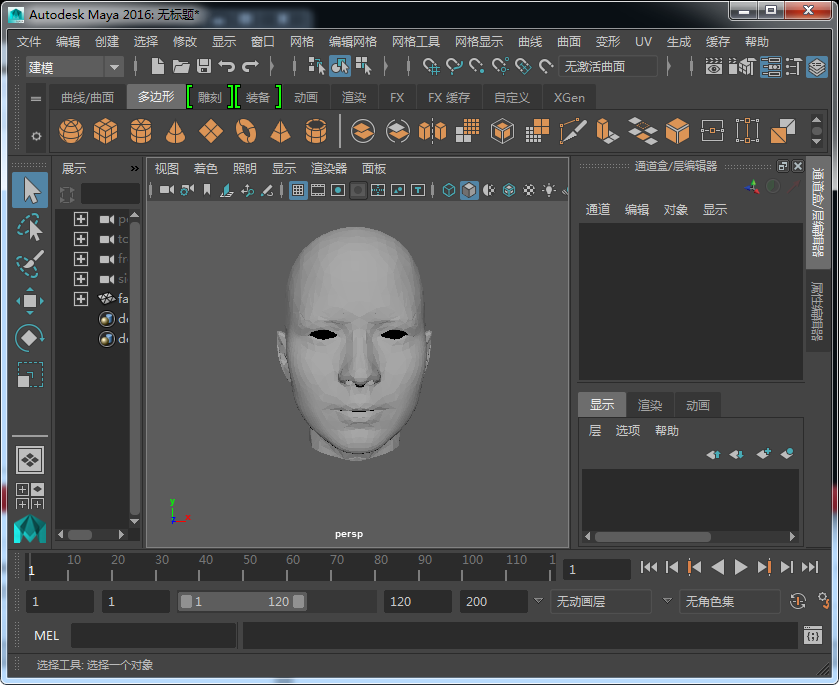 Autodesk Maya 2016: 无标题*
文件 编辑 创建 选择 修改 显示 窗口 网格 编辑网格 网格工具 网格显示 曲线 曲面 变形 UV 生成 缓存 帮助
建模 无激活曲面
曲线/曲面 多边形 雕刻 装备 动画 渲染 FX FX 缓存 自定义 XGen
展示
视图 着色 照明 显示 渲染器 面板
通道盒/层编辑器
通道 编辑 对象 显示
通道盒/层编辑器
属性编辑器
fa
de
de
y
x
persp
显示 渲染 动画
层 选项 帮助
1 10 20 30 40 50 60 70 80 90 100 110 1
1
1 1 1 120 120 200 无动画层 无角色集
MEL
选择工具: 选择一个对象